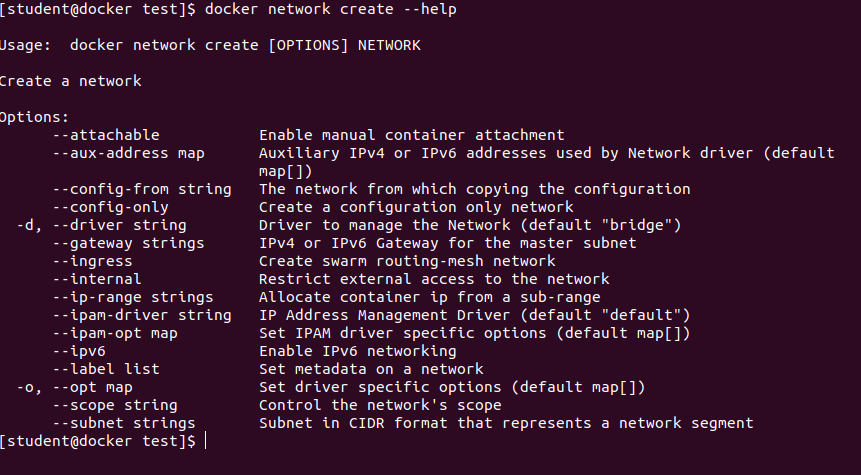 [student@docker test]$ docker network create --help
Usage:  docker network create [OPTIONS] NETWORK
Create a network
Options:
      --attachable           Enable manual container attachment
      --aux-address map      Auxiliary IPv4 or IPv6 addresses used by Network driver (default
                             map[])
      --config-from string   The network from which copying the configuration
      --config-only          Create a configuration only network
  -d, --driver string        Driver to manage the Network (default "bridge")
      --gateway strings      IPv4 or IPv6 Gateway for the master subnet
      --ingress              Create swarm routing-mesh network
      --internal             Restrict external access to the network
      --ip-range strings     Allocate container ip from a sub-range
      --ipam-driver string   IP Address Management Driver (default "default")
      --ipam-opt map         Set IPAM driver specific options (default map[])
      --ipv6                 Enable IPv6 networking
      --label list           Set metadata on a network
  -o, --opt map              Set driver specific options (default map[])
      --scope string         Control the network's scope
      --subnet strings       Subnet in CIDR format that represents a network segment
[student@docker test]$